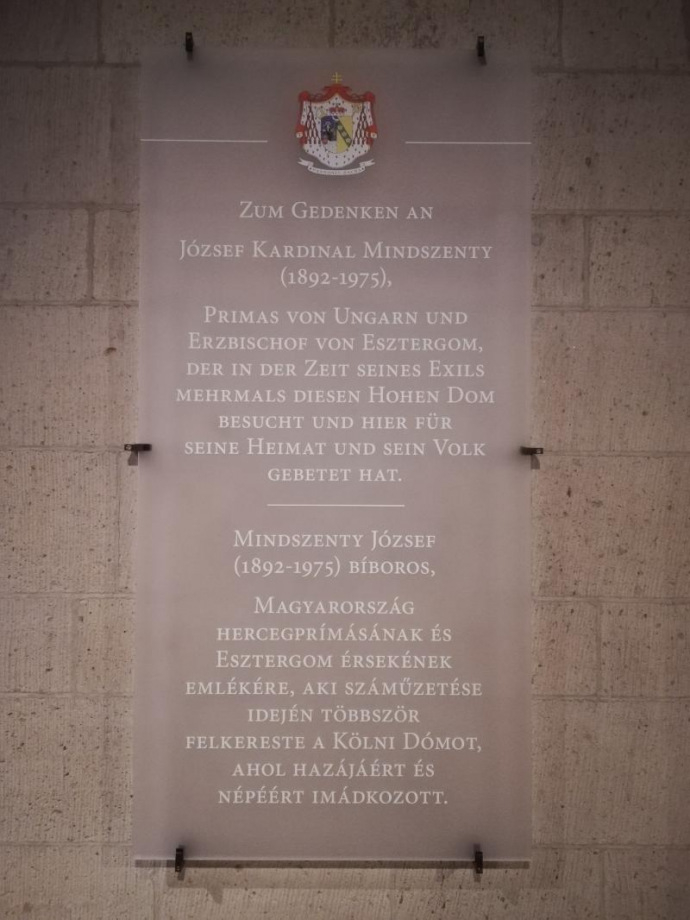 Zum Gedenken an
József Kardinal Mindszenty
(1892-1975),
Primas von Ungarn und
Erzbischof von Esztergom,
der in der Zeit seines Exils
mehrmals diesen Hohen Dom
besucht und hier für
seine Heimat und sein Volk
gebetet hat.
Mindszenty József
(1892-1975) bíboros,
Magyarország
hercegprímásának és
Esztergom érsekének
emlékére, aki száműzetése
idején többször
felkereste a Kölni Dómot,
ahol hazájáért és
népéért imádkozott.